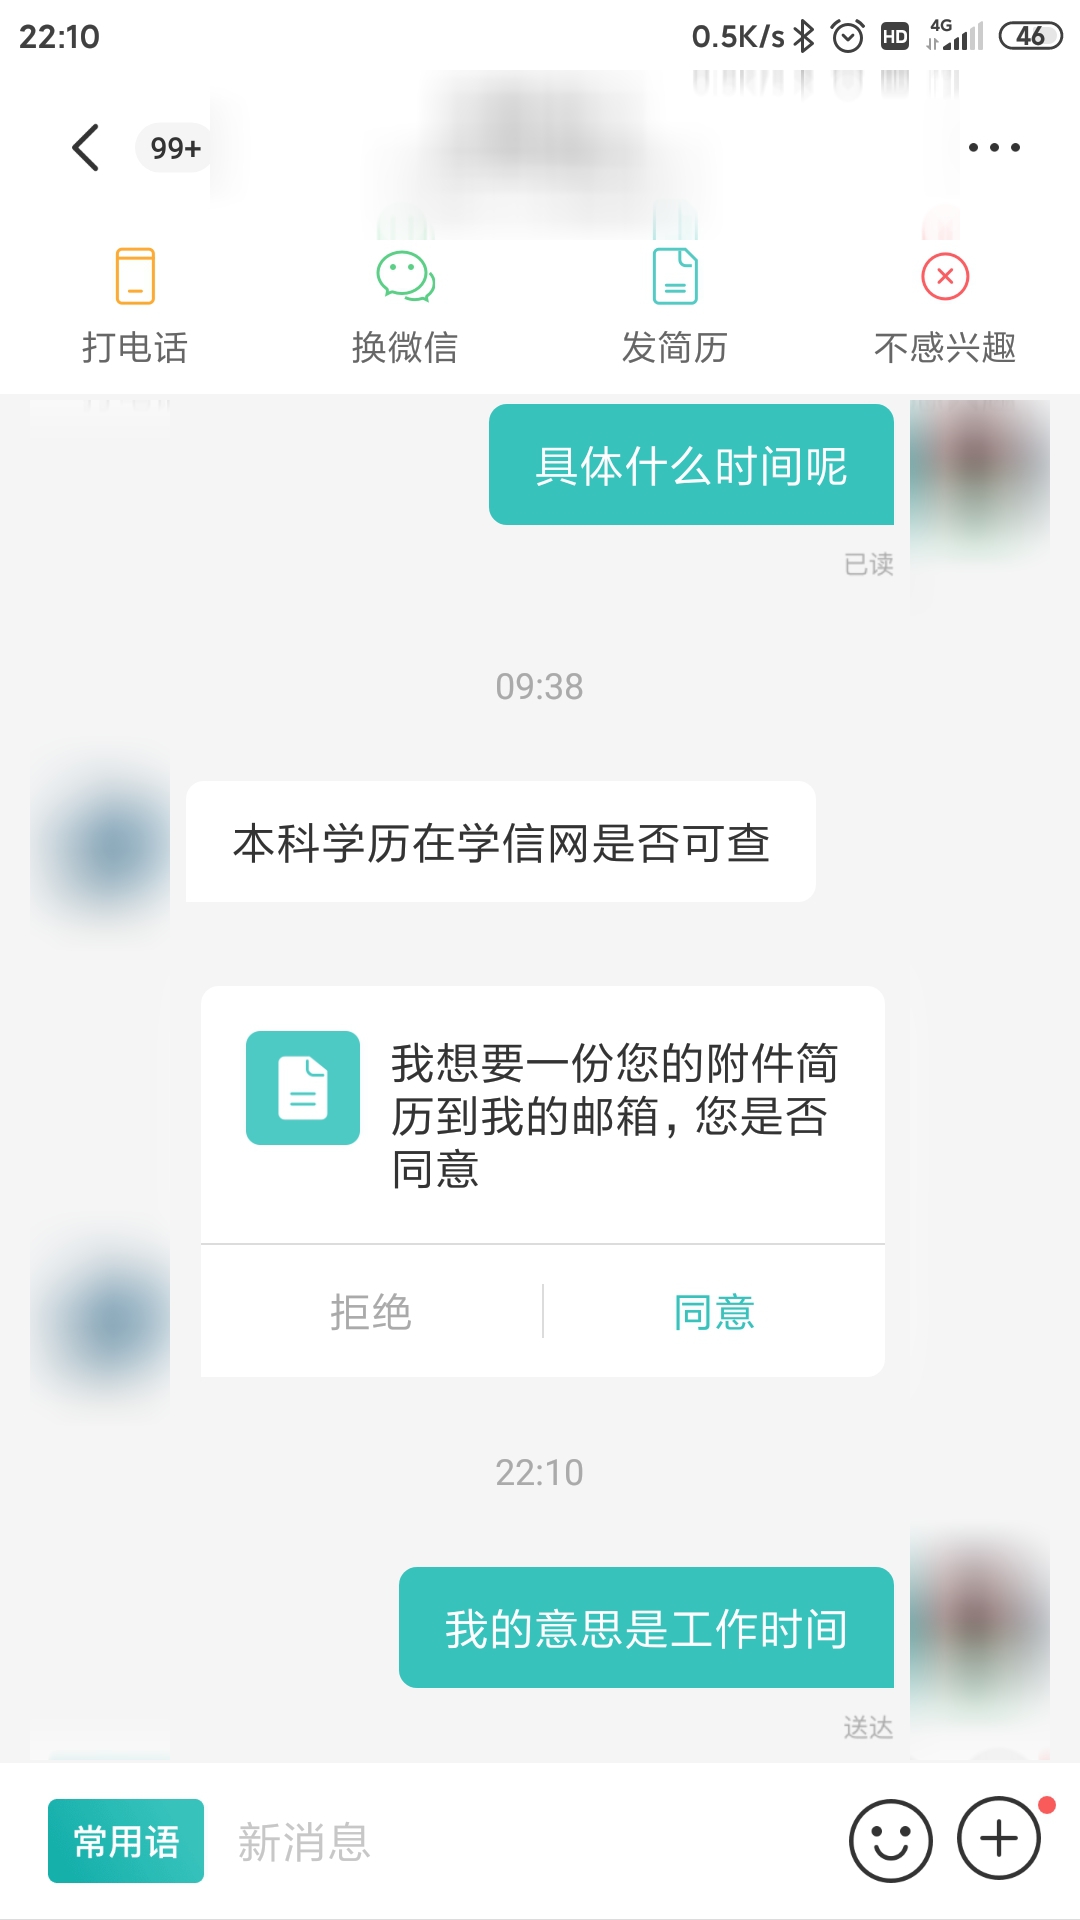 22:10
0.5K/s
HD
4G
46
99+
打电话
换微信
发简历
不感兴趣
具体什么时间呢
已读
09:38
本科学历在学信网是否可查
我想要一份您的附件简
历到我的邮箱，您是否
同意
拒绝
同意
22:10
我的意思是工作时间
送达
常用语
新消息